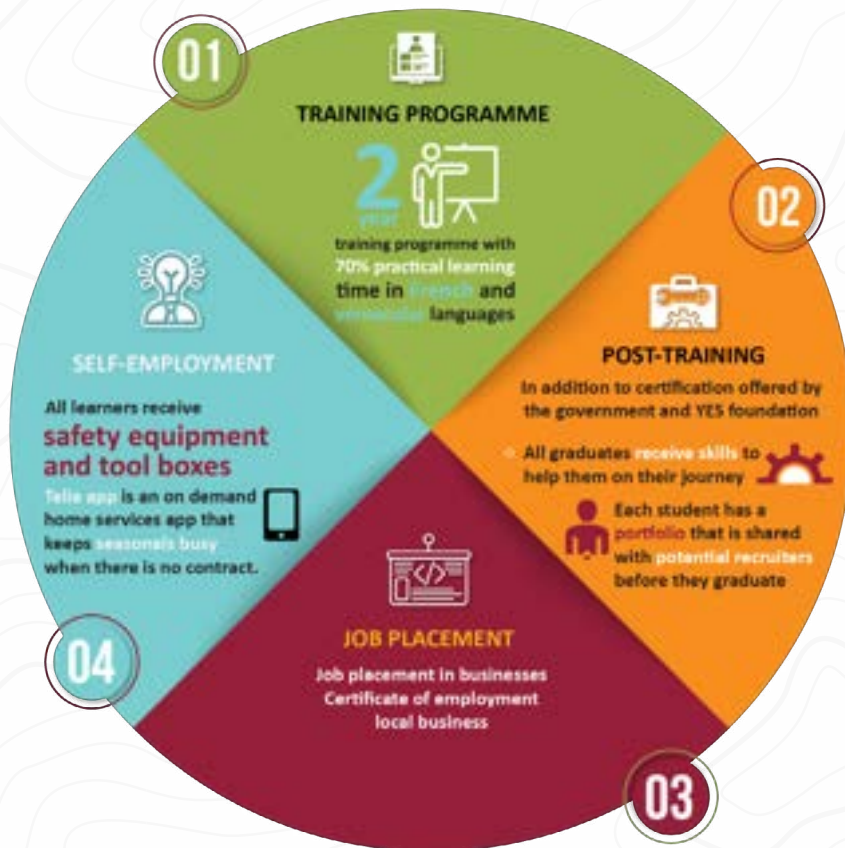 01
TRAINING PROGRAMME
2
year
training programme with
70% practical learning
time in French and
vernacular languages
02
POST-TRAINING
In addition to certification offered by
the government and YES foundation
All graduates receive skills to
help them on their journey
Each student has a
portfolio that is shared
with potential recruiters
before they graduate
03
JOB PLACEMENT
Job placement in businesses
Certificate of employment
local business
04
SELF-EMPLOYMENT
All learners receive
safety equipment
and tool boxes
app is an on demand
home services app that
keeps seasonals busy
when there is no contract.